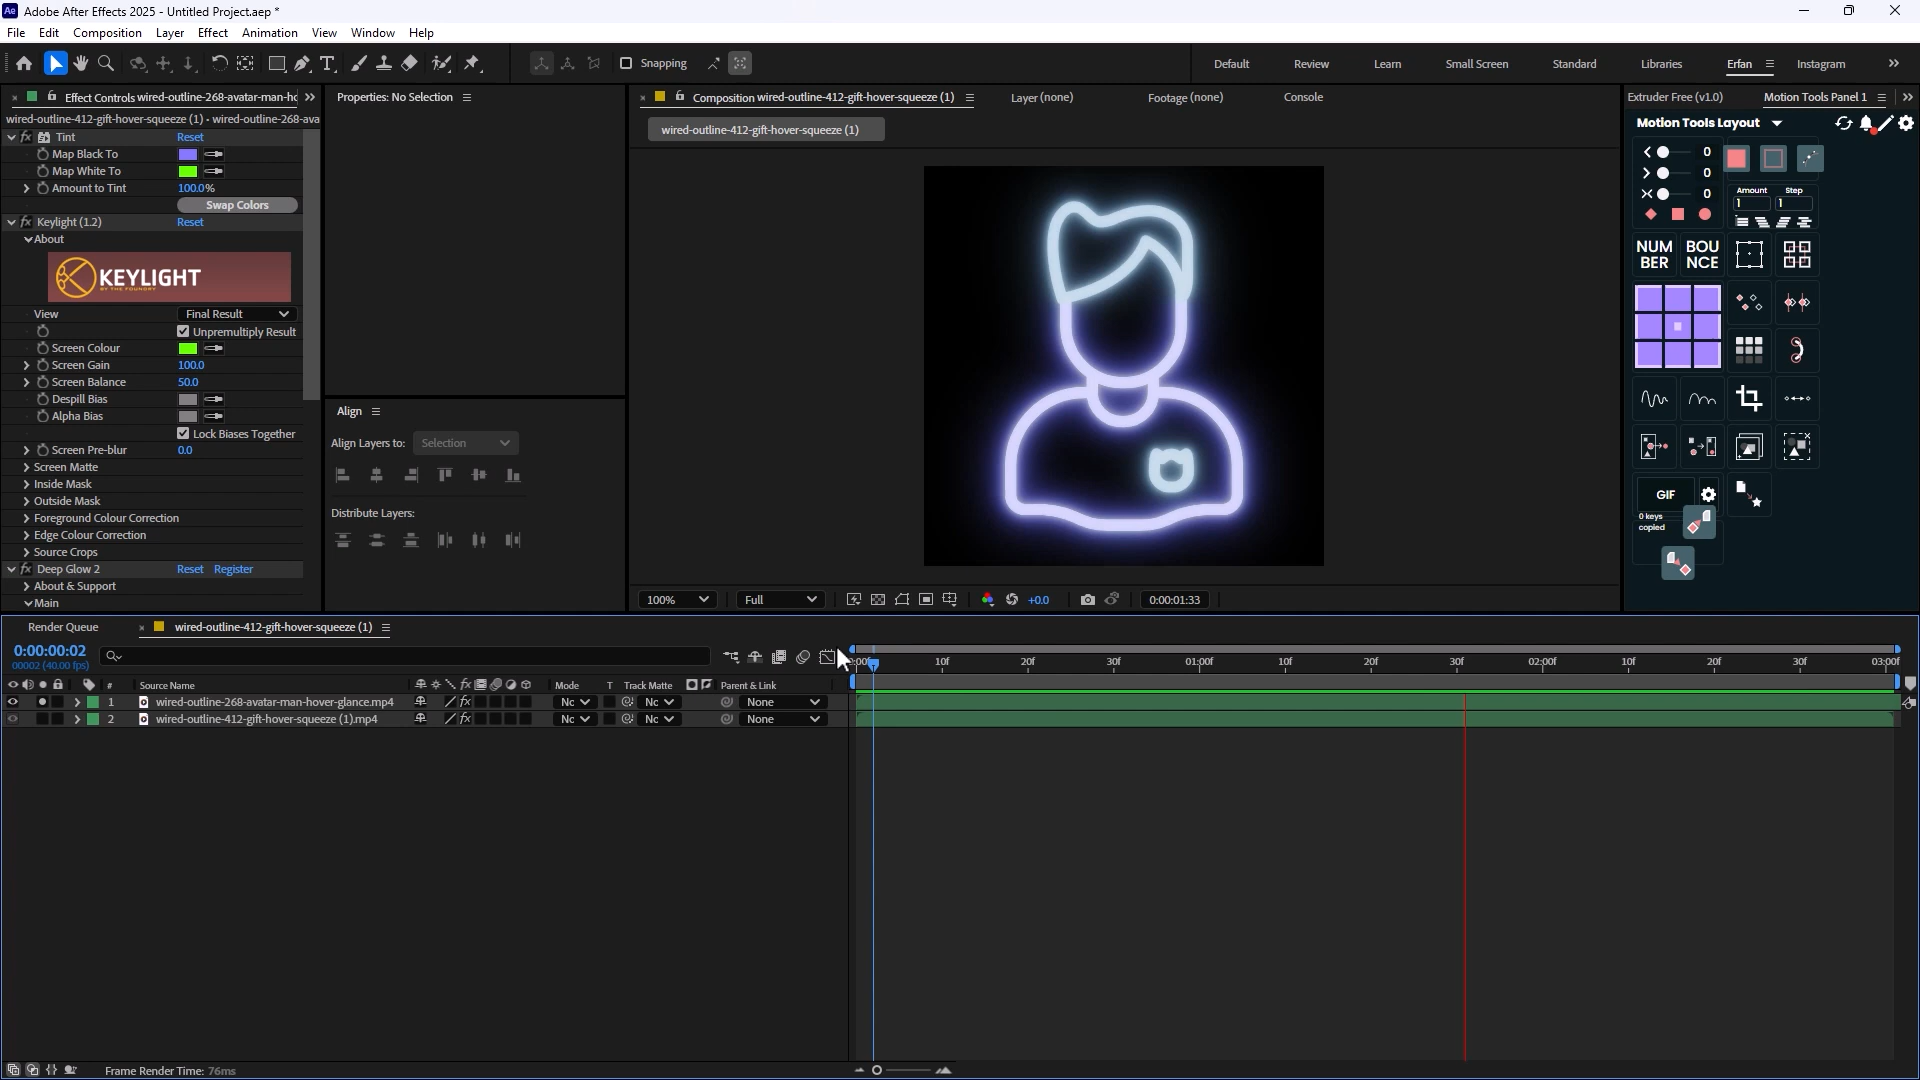 Adobe After Effects 2025 - Untitled Project.aep *
File Edit Composition Layer Effect Animation View Window Help
Snapping
Default Review Learn Small Screen Standard Libraries Erfan Instagram
Effect Controls wired-outline-268-avatar-man-ho
wired-outline-412-gift-hover-squeeze (1) • wired-outline-268-ava
Tint Reset
Map Black To
Map White To
Amount to Tint 100.0%
Swap Colors
Keylight (1.2) Reset
About
KEYLIGHT
BY THE FOUNDRY
View Final Result
Unpremultiply Result
Screen Colour
Screen Gain 100.0
Screen Balance 50.0
Despill Bias
Alpha Bias
Lock Biases Together
Screen Pre-blur 0.0
Screen Matte
Inside Mask
Outside Mask
Foreground Colour Correction
Edge Colour Correction
Source Crops
Deep Glow 2 Reset Register
About & Support
Main
Properties: No Selection
Align
Align Layers to: Selection
Distribute Layers:
Composition wired-outline-412-gift-hover-squeeze (1) Layer (none) Footage (none) Console
wired-outline-412-gift-hover-squeeze (1)
100% Full +0.0 0:00:01:33
Extruder Free (v1.0) Motion Tools Panel 1
Motion Tools Layout
0
0
0
Amount Step
1 1
NUM BER
BOU NCE
GIF
0 keys
copied
Render Queue wired-outline-412-gift-hover-squeeze (1)
0:00:00:02
00002 (40.00 fps)
:00f 10f 20f 30f 01:00f 10f 20f 30f 02:00f 10f 20f 30f 03:00f
# Source Name Mode T Track Matte Parent & Link
1 wired-outline-268-avatar-man-hover-glance.mp4 Nc Nc None
2 wired-outline-412-gift-hover-squeeze (1).mp4 Nc Nc None
Frame Render Time: 76ms